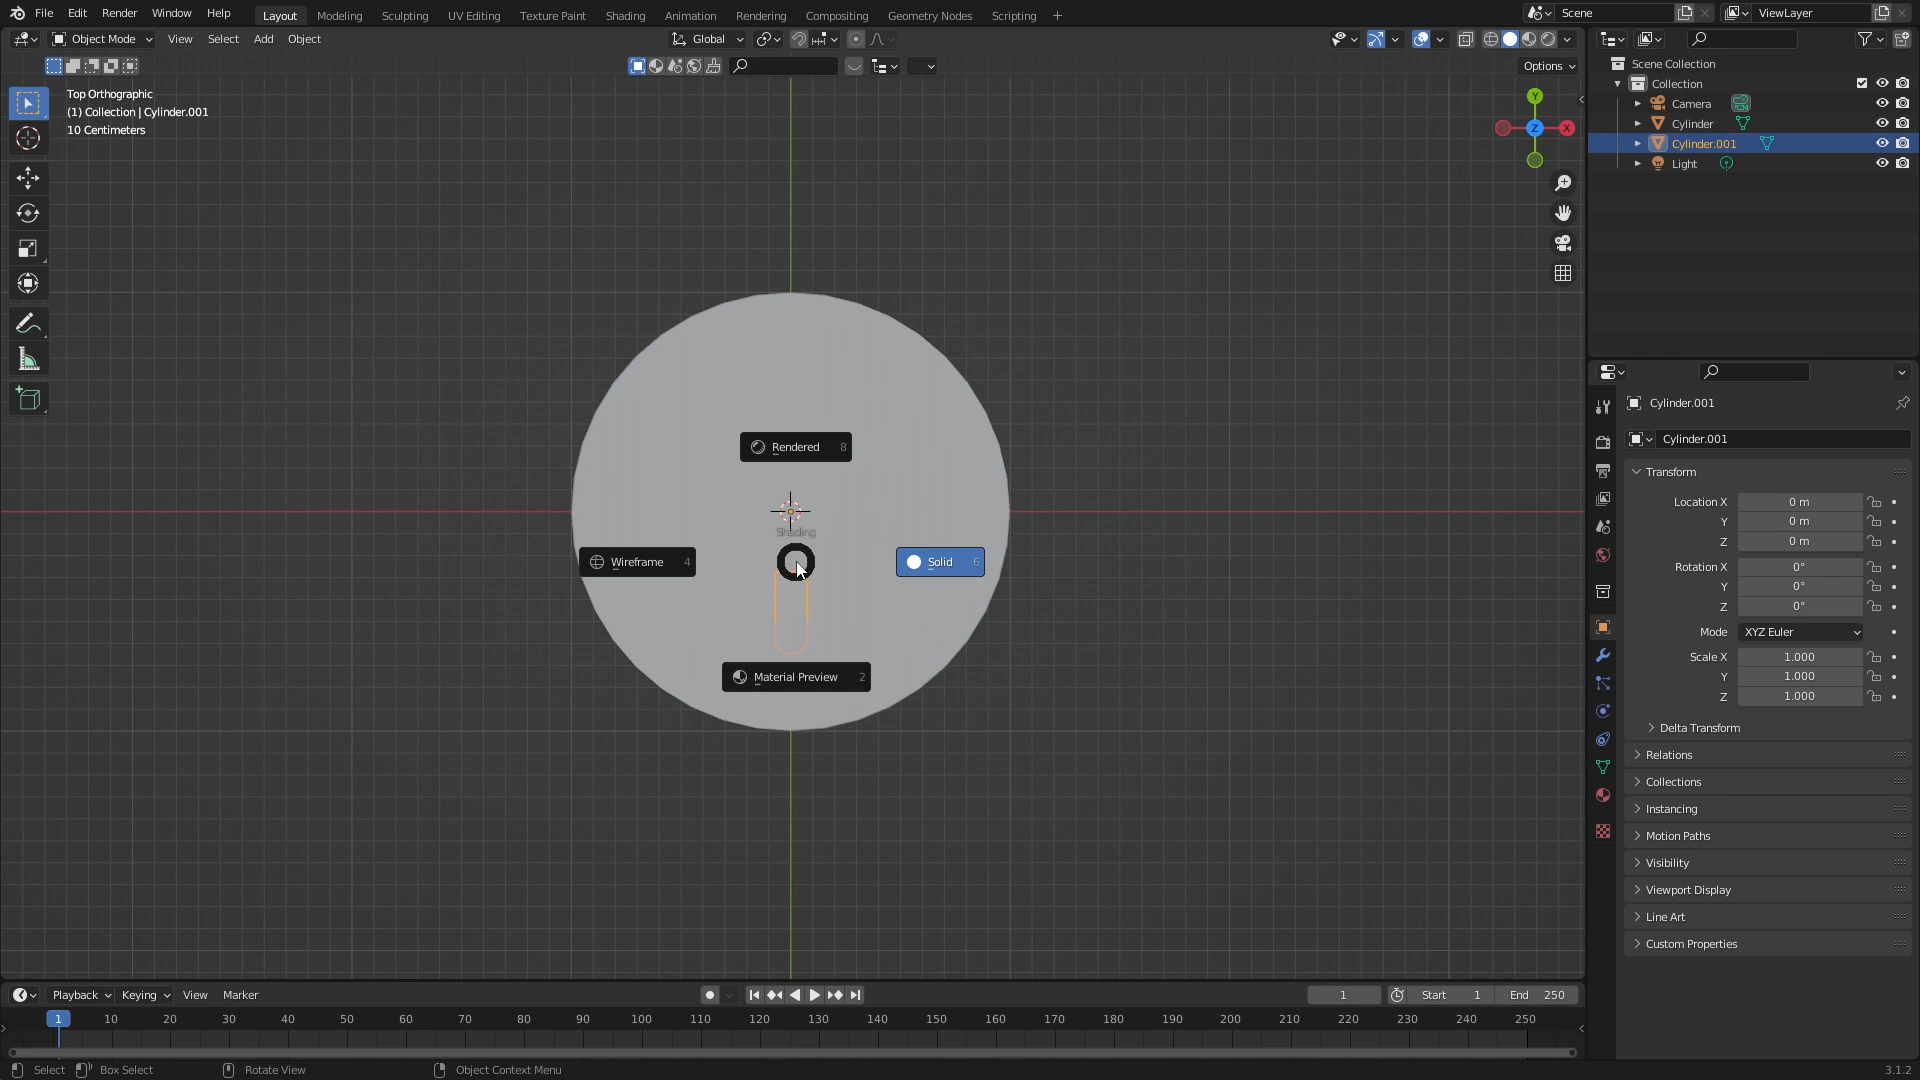 File Edit Render Window Help Layout Modeling Sculpting UV Editing Texture Paint Shading Animation Rendering Compositing Geometry Nodes Scripting + Scene ViewLayer
Object Mode View Select Add Object Global
Options
Top Orthographic
(1) Collection | Cylinder.001
10 Centimeters
Y
Z X
Scene Collection
Collection
Camera
Cylinder
Cylinder.001
Light
Rendered 8
Shading
Wireframe 4
Solid 6
Material Preview 2
Cylinder.001
Cylinder.001
Transform
Location X 0 m
Y 0 m
Z 0 m
Rotation X 0°
Y 0°
Z 0°
Mode XYZ Euler
Scale X 1.000
Y 1.000
Z 1.000
Delta Transform
Relations
Collections
Instancing
Motion Paths
Visibility
Viewport Display
Line Art
Custom Properties
Playback Keying View Marker 1 Start 1 End 250
1 10 20 30 40 50 60 70 80 90 100 110 120 130 140 150 160 170 180 190 200 210 220 230 240 250
Select Box Select Rotate View Object Context Menu 3.1.2